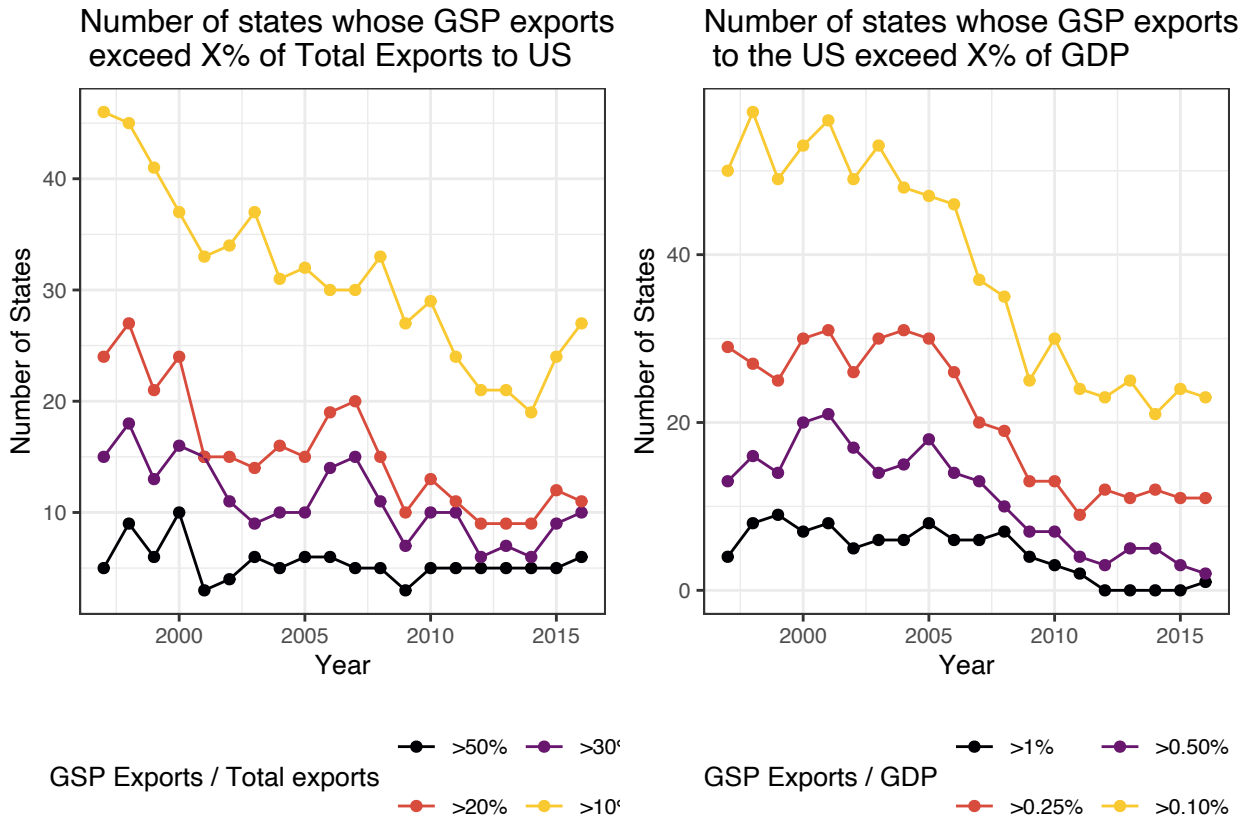 Number of states whose GSP exports
exceed X% of Total Exports to US
Number of States
40
30
20
10
2000 2005 2010 2015
Year
GSP Exports / Total exports
>50% >30%
>20% >10%
Number of states whose GSP exports
to the US exceed X% of GDP
Number of States
40
20
0
2000 2005 2010 2015
Year
GSP Exports / GDP
>1% >0.50%
>0.25% >0.10%